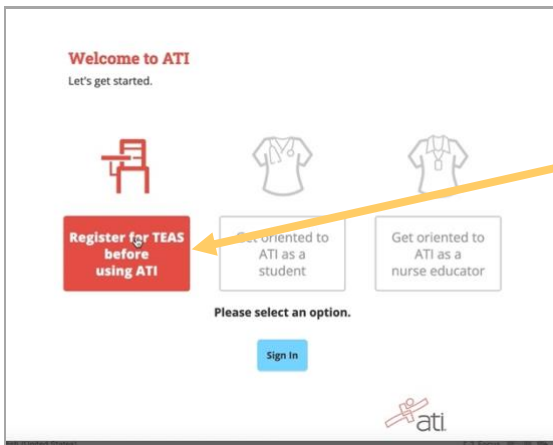 Welcome to ATI
Let's get started.
Register for TEAS
before
using ATI
Get oriented to
ATI as a
student
Get oriented to
ATI as a
nurse educator
Please select an option.
Sign In
ati